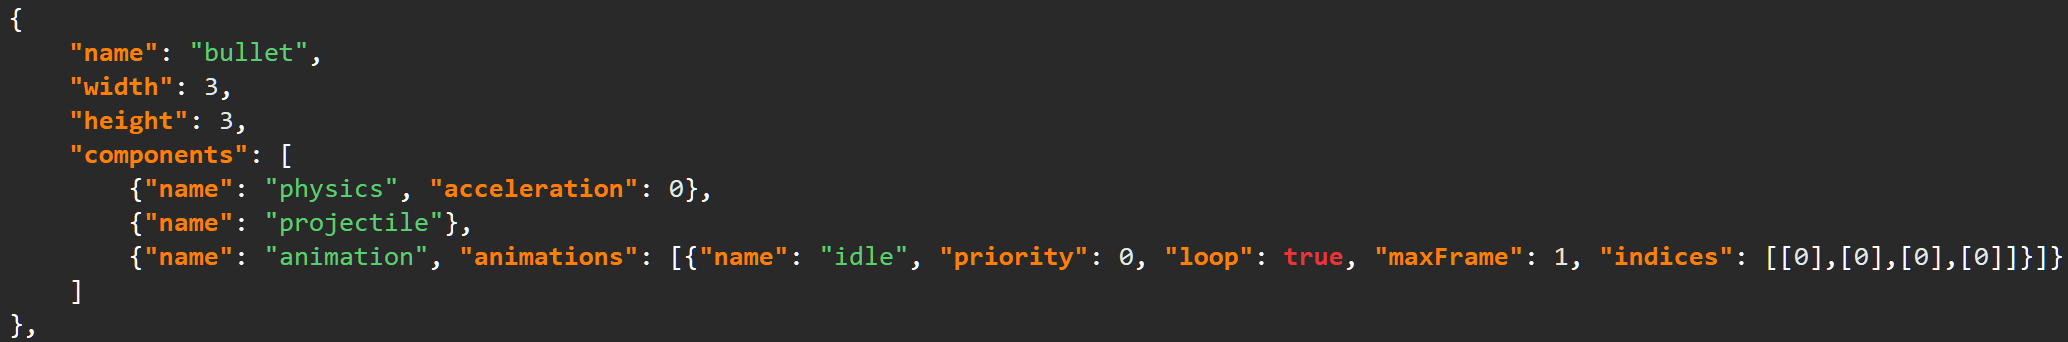 {
    "name": "bullet",
    "width": 3,
    "height": 3,
    "components": [
        {"name": "physics", "acceleration": 0},
        {"name": "projectile"},
        {"name": "animation", "animations": [{"name": "idle", "priority": 0, "loop": true, "maxFrame": 1, "indices": [[0],[0],[0],[0]]}]}
    ]
},